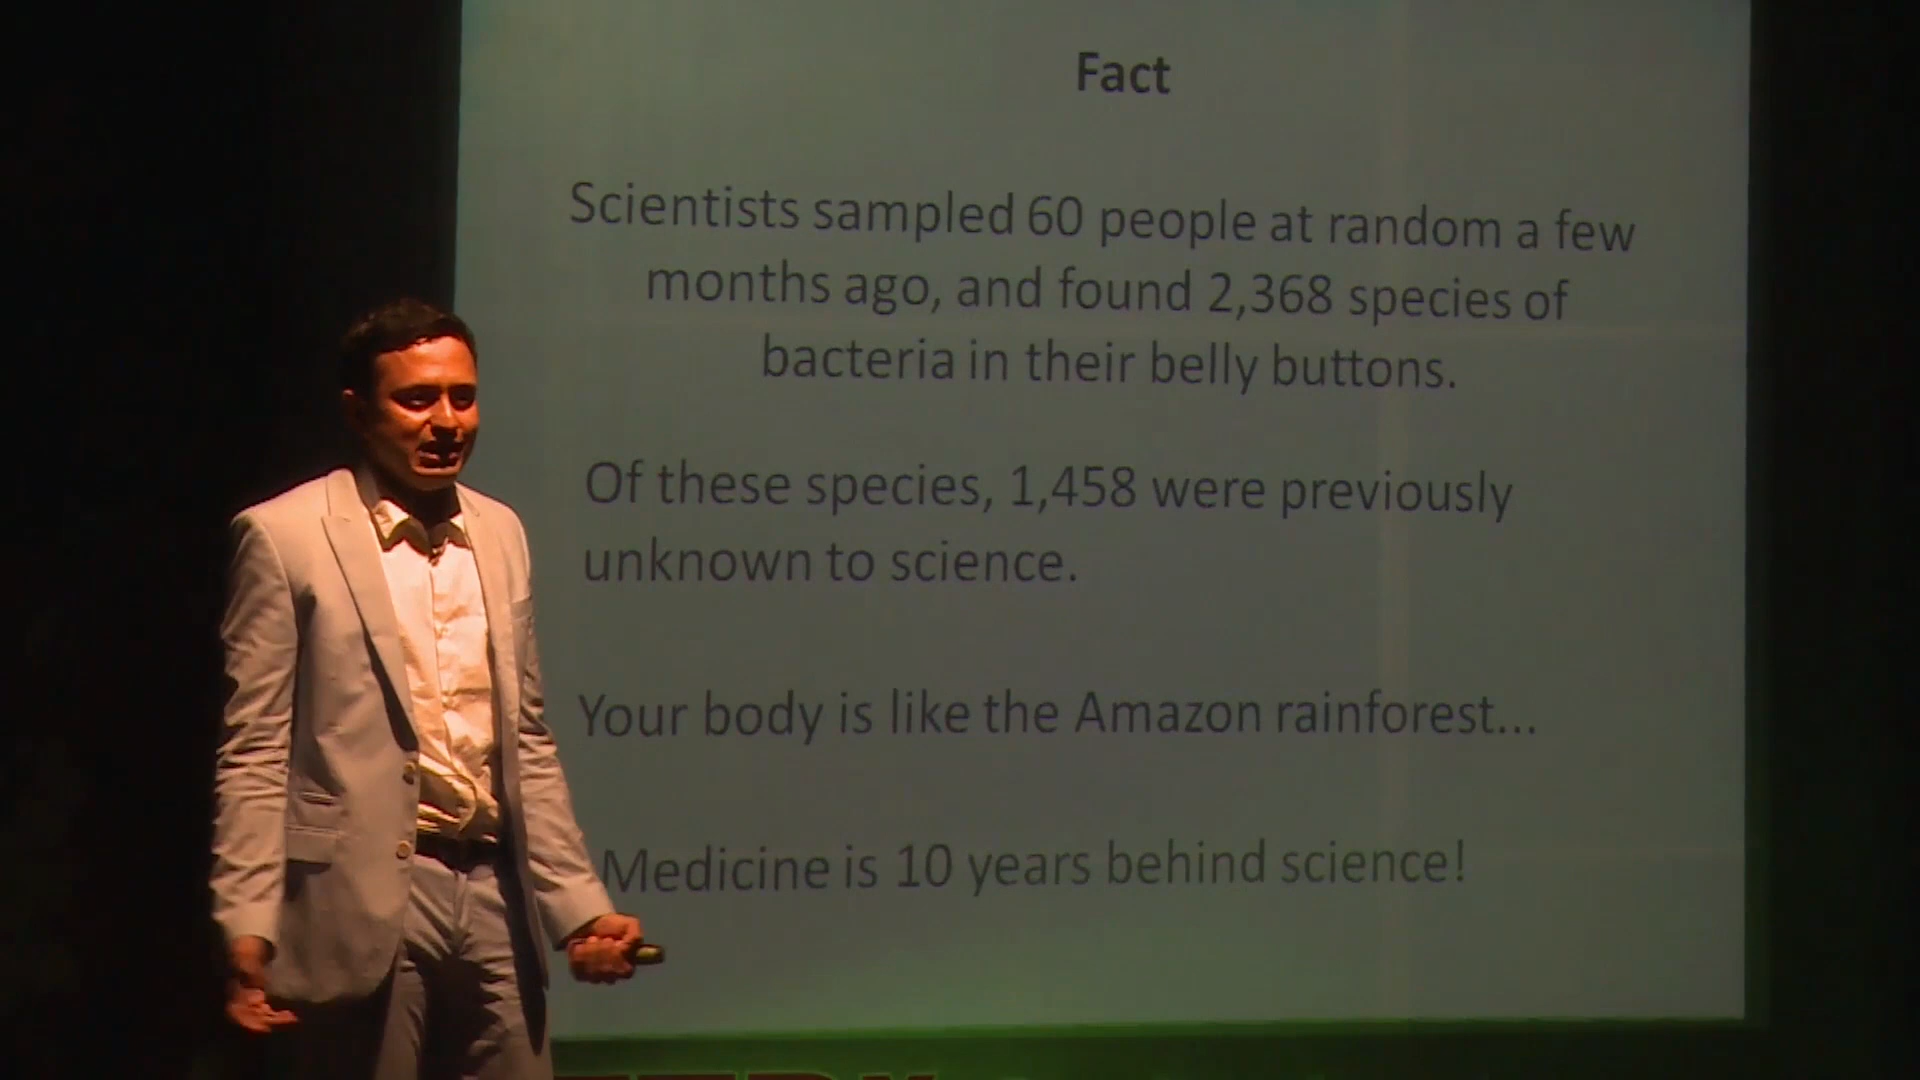 Fact
Scientists sampled 60 people at random a few
months ago, and found 2,368 species of
bacteria in their belly buttons.
Of these species, 1,458 were previously
unknown to science.
Your body is like the Amazon rainforest...
Medicine is 10 years behind science!